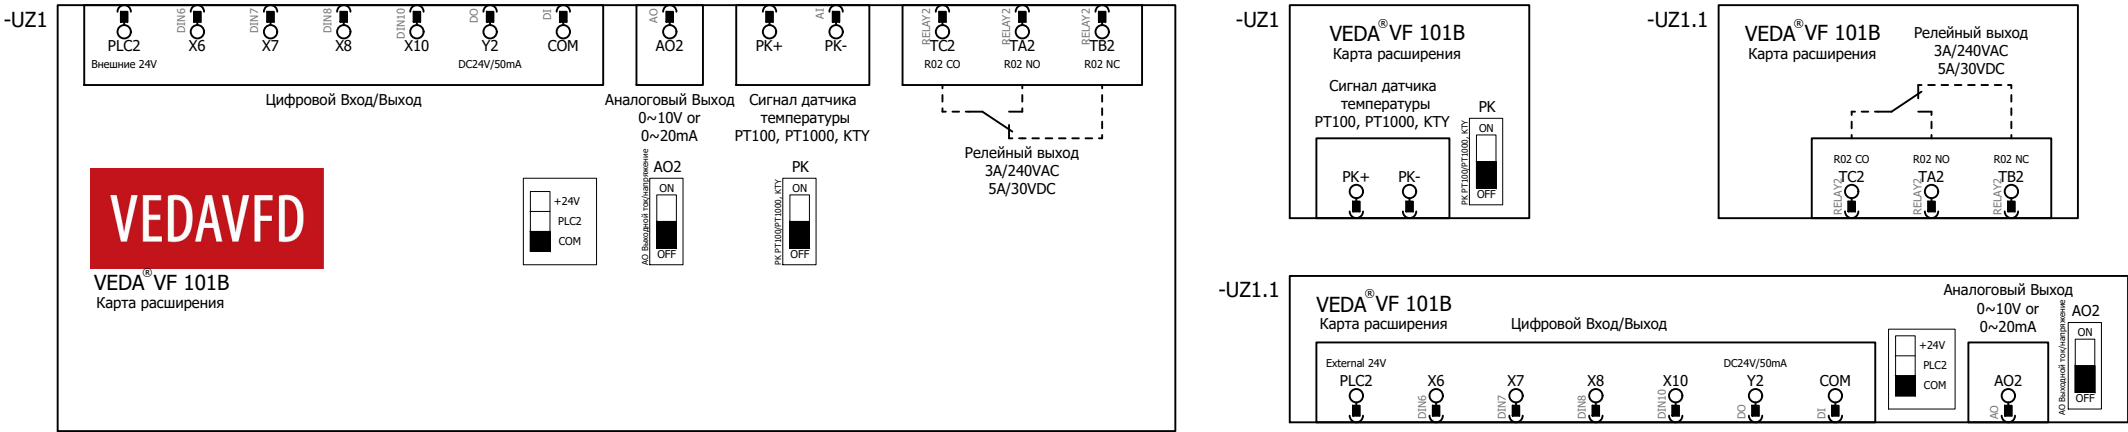 -UZ1
DIN6
DIN7
DIN8
DIN10
DO
DI
AO
AI
RELAY2
RELAY2
RELAY2
PLC2
X6
X7
X8
X10
Y2
COM
AO2
PK+
PK-
TC2
TA2
TB2
Внешние 24V
DC24V/50mA
R02 CO
R02 NO
R02 NC
Цифровой Вход/Выход
Аналоговый Выход
0~10V or
0~20mA
Сигнал датчика
температуры
PT100, PT1000, KTY
Релейный выход
3A/240VAC
5A/30VDC
VEDAVFD
VEDA® VF 101B
Карта расширения
+24V
PLC2
COM
AO2
ON
OFF
AO Выходной ток/напряжение
PK
ON
OFF
PK PT100/PT1000, KTY
-UZ1
VEDA® VF 101B
Карта расширения
Сигнал датчика
температуры
PT100, PT1000, KTY
PK
ON
OFF
PK PT100/PT1000, KTY
PK+
PK-
-UZ1.1
VEDA® VF 101B
Карта расширения
Релейный выход
3A/240VAC
5A/30VDC
R02 CO
R02 NO
R02 NC
TC2
TA2
TB2
RELAY2
RELAY2
RELAY2
-UZ1.1
VEDA® VF 101B
Карта расширения
Цифровой Вход/Выход
Аналоговый Выход
0~10V or
0~20mA
AO2
ON
OFF
AO Выходной ток/напряжение
+24V
PLC2
COM
External 24V
DC24V/50mA
PLC2
X6
X7
X8
X10
Y2
COM
AO2
DIN6
DIN7
DIN8
DIN10
DO
DI
AO